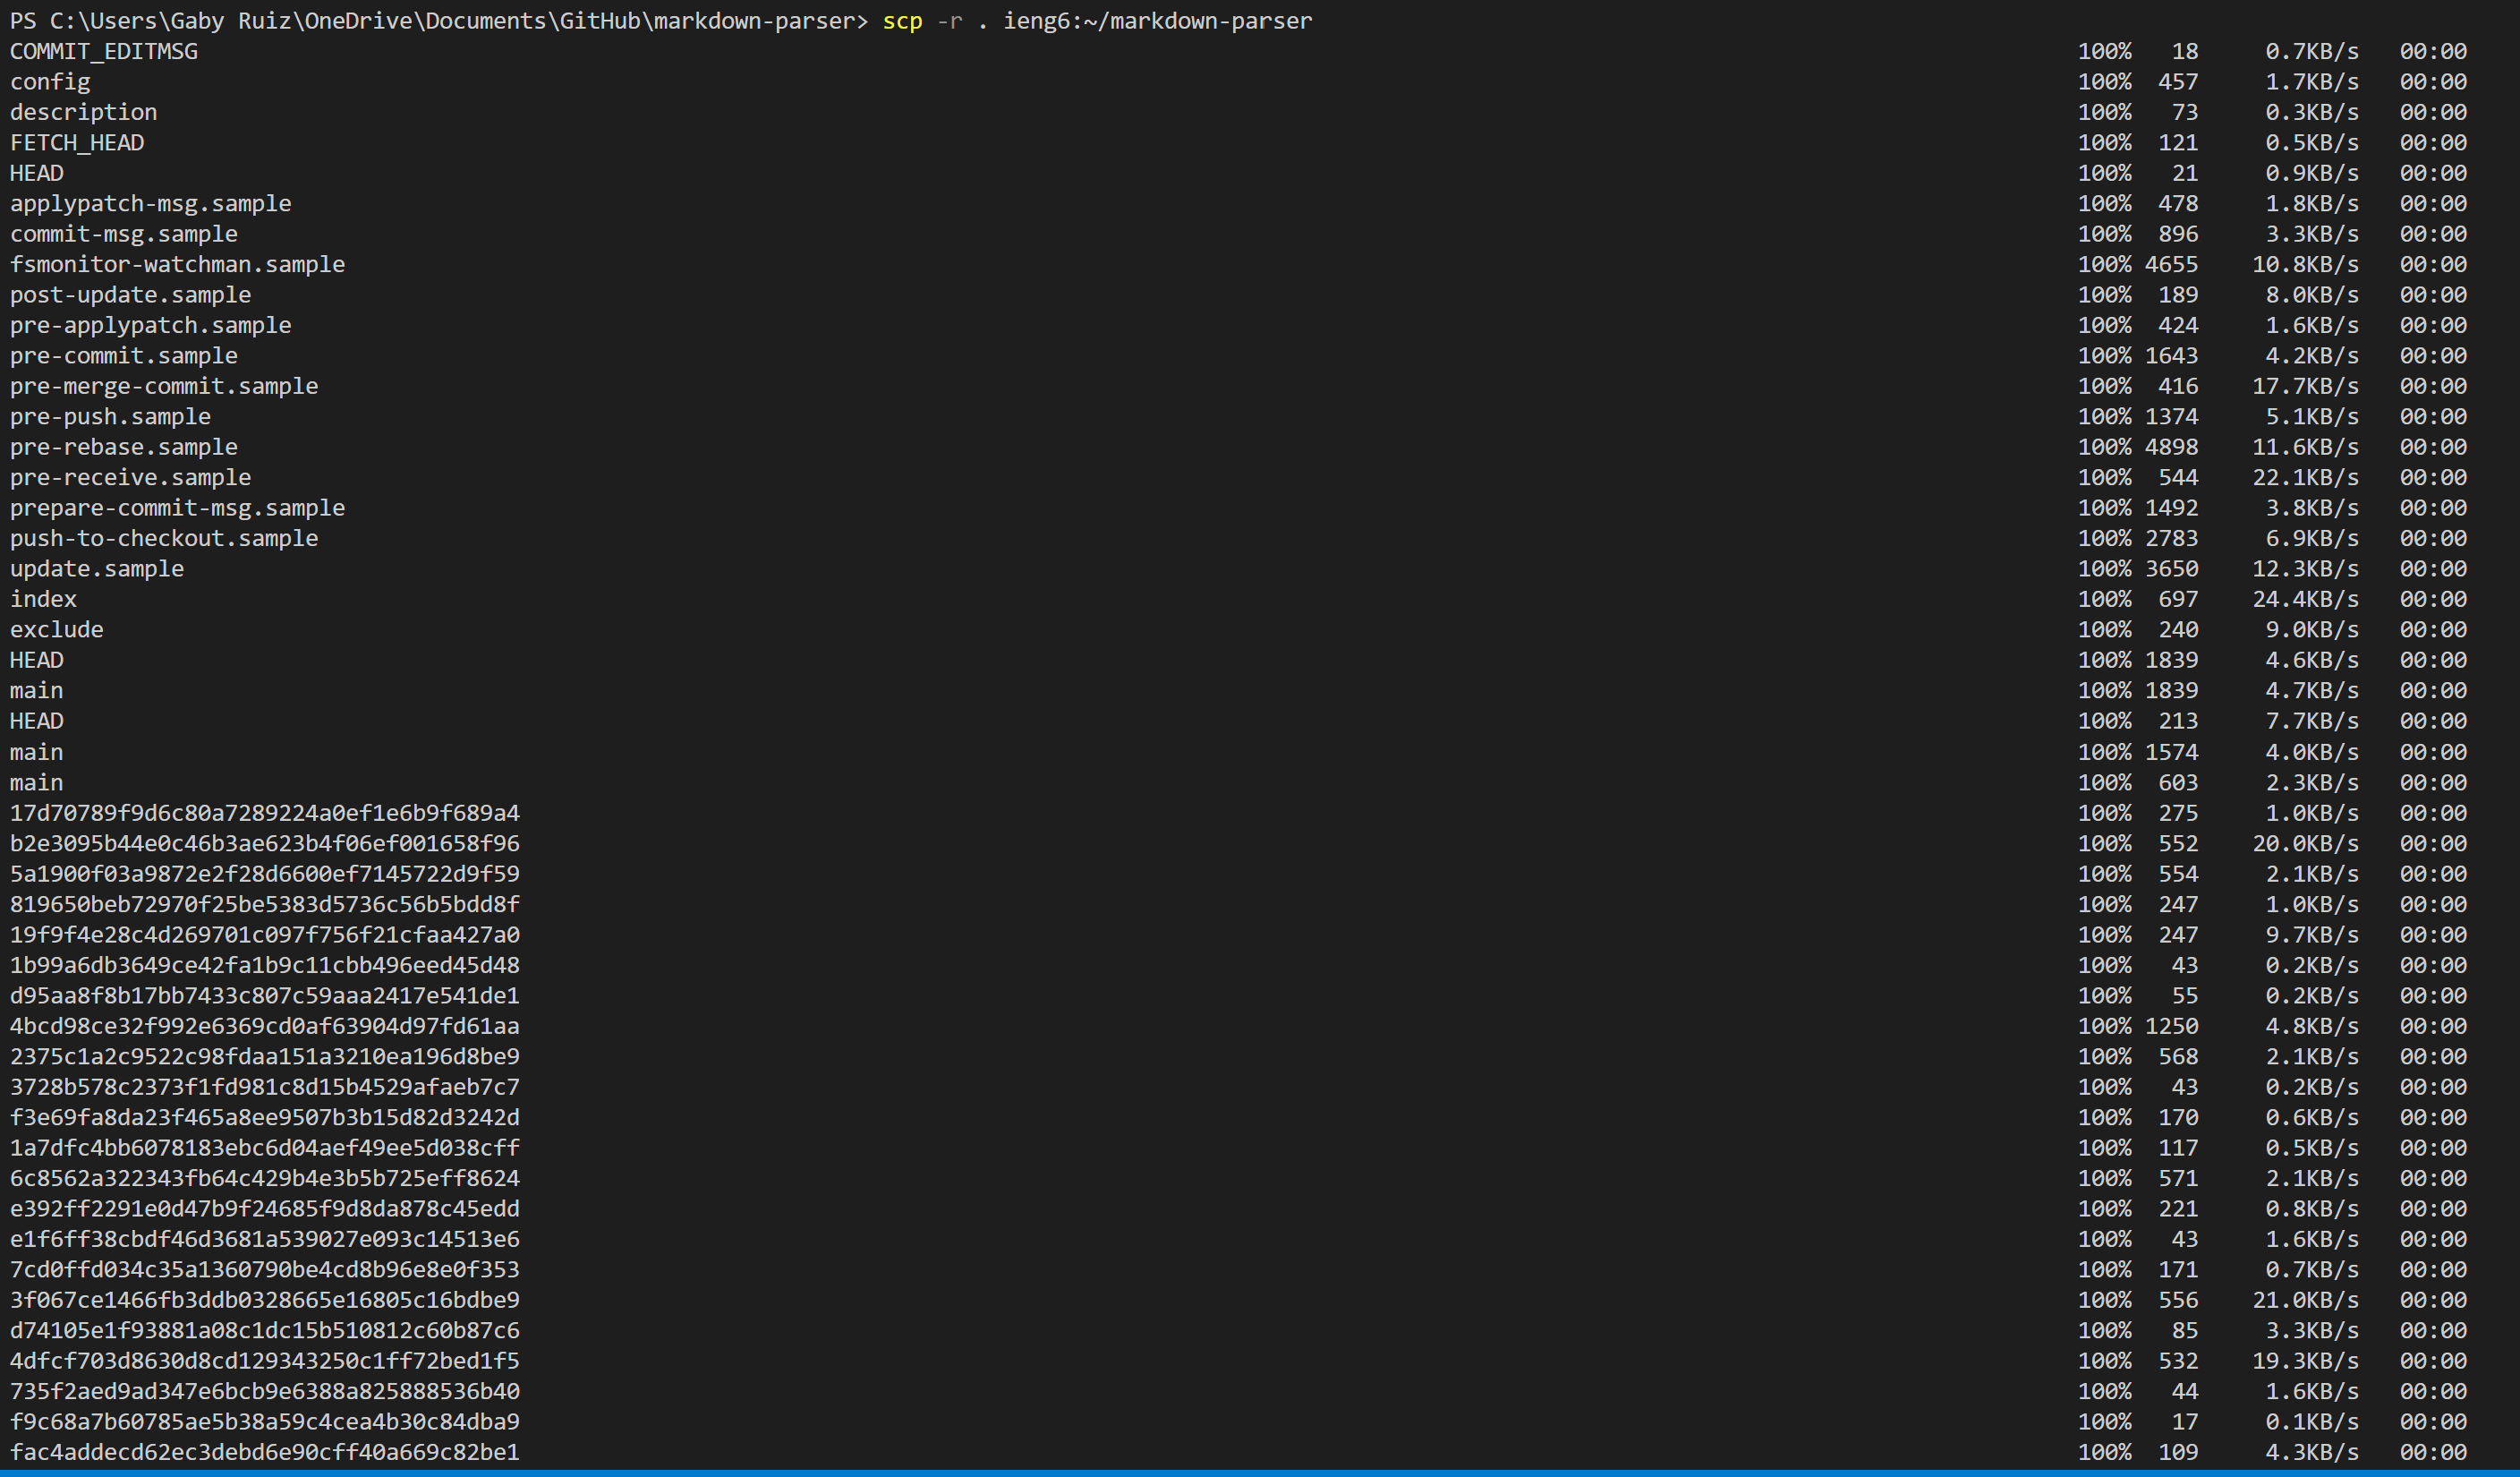 PS C:\Users\Gaby Ruiz\OneDrive\Documents\GitHub\markdown-parser> scp -r . ieng6:~/markdown-parser
COMMIT_EDITMSG 100% 18 0.7KB/s 00:00
config 100% 457 1.7KB/s 00:00
description 100% 73 0.3KB/s 00:00
FETCH_HEAD 100% 121 0.5KB/s 00:00
HEAD 100% 21 0.9KB/s 00:00
applypatch-msg.sample 100% 478 1.8KB/s 00:00
commit-msg.sample 100% 896 3.3KB/s 00:00
fsmonitor-watchman.sample 100% 4655 10.8KB/s 00:00
post-update.sample 100% 189 8.0KB/s 00:00
pre-applypatch.sample 100% 424 1.6KB/s 00:00
pre-commit.sample 100% 1643 4.2KB/s 00:00
pre-merge-commit.sample 100% 416 17.7KB/s 00:00
pre-push.sample 100% 1374 5.1KB/s 00:00
pre-rebase.sample 100% 4898 11.6KB/s 00:00
pre-receive.sample 100% 544 22.1KB/s 00:00
prepare-commit-msg.sample 100% 1492 3.8KB/s 00:00
push-to-checkout.sample 100% 2783 6.9KB/s 00:00
update.sample 100% 3650 12.3KB/s 00:00
index 100% 697 24.4KB/s 00:00
exclude 100% 240 9.0KB/s 00:00
HEAD 100% 1839 4.6KB/s 00:00
main 100% 1839 4.7KB/s 00:00
HEAD 100% 213 7.7KB/s 00:00
main 100% 1574 4.0KB/s 00:00
main 100% 603 2.3KB/s 00:00
17d70789f9d6c80a7289224a0ef1e6b9f689a4 100% 275 1.0KB/s 00:00
b2e3095b44e0c46b3ae623b4f06ef001658f96 100% 552 20.0KB/s 00:00
5a1900f03a9872e2f28d6600ef7145722d9f59 100% 554 2.1KB/s 00:00
819650beb72970f25be5383d5736c56b5bdd8f 100% 247 1.0KB/s 00:00
19f9f4e28c4d269701c097f756f21cfaa427a0 100% 247 9.7KB/s 00:00
1b99a6db3649ce42fa1b9c11cbb496eed45d48 100% 43 0.2KB/s 00:00
d95aa8f8b17bb7433c807c59aaa2417e541de1 100% 55 0.2KB/s 00:00
4bcd98ce32f992e6369cd0af63904d97fd61aa 100% 1250 4.8KB/s 00:00
2375c1a2c9522c98fdaa151a3210ea196d8be9 100% 568 2.1KB/s 00:00
3728b578c2373f1fd981c8d15b4529afaeb7c7 100% 43 0.2KB/s 00:00
f3e69fa8da23f465a8ee9507b3b15d82d3242d 100% 170 0.6KB/s 00:00
1a7dfc4bb6078183ebc6d04aef49ee5d038cff 100% 117 0.5KB/s 00:00
6c8562a322343fb64c429b4e3b5b725eff8624 100% 571 2.1KB/s 00:00
e392ff2291e0d47b9f24685f9d8da878c45edd 100% 221 0.8KB/s 00:00
e1f6ff38cbdf46d3681a539027e093c14513e6 100% 43 1.6KB/s 00:00
7cd0ffd034c35a1360790be4cd8b96e8e0f353 100% 171 0.7KB/s 00:00
3f067ce1466fb3ddb0328665e16805c16bdbe9 100% 556 21.0KB/s 00:00
d74105e1f93881a08c1dc15b510812c60b87c6 100% 85 3.3KB/s 00:00
4dfcf703d8630d8cd129343250c1ff72bed1f5 100% 532 19.3KB/s 00:00
735f2aed9ad347e6bcb9e6388a825888536b40 100% 44 1.6KB/s 00:00
f9c68a7b60785ae5b38a59c4cea4b30c84dba9 100% 17 0.1KB/s 00:00
fac4addecd62ec3debd6e90cff40a669c82be1 100% 109 4.3KB/s 00:00